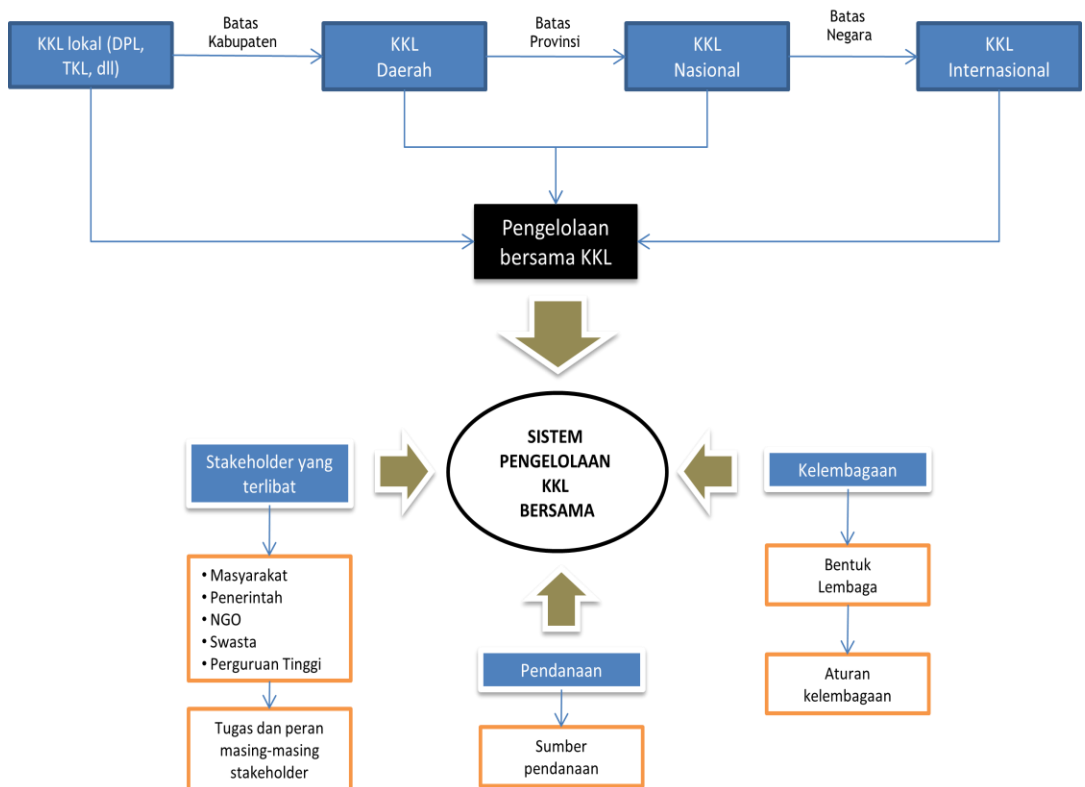 KKL lokal (DPL,
TKL, dll)
Batas
Kabupaten
KKL
Daerah
Batas
Provinsi
KKL
Nasional
Batas
Negara
KKL
Internasional
Pengelolaan
bersama KKL
SISTEM
PENGELOLAAN
KKL
BERSAMA
Stakeholder yang
terlibat
• Masyarakat
• Penerintah
• NGO
• Swasta
• Perguruan Tinggi
Tugas dan peran
masing-masing
stakeholder
Pendanaan
Sumber
pendanaan
Kelembagaan
Bentuk
Lembaga
Aturan
kelembagaan